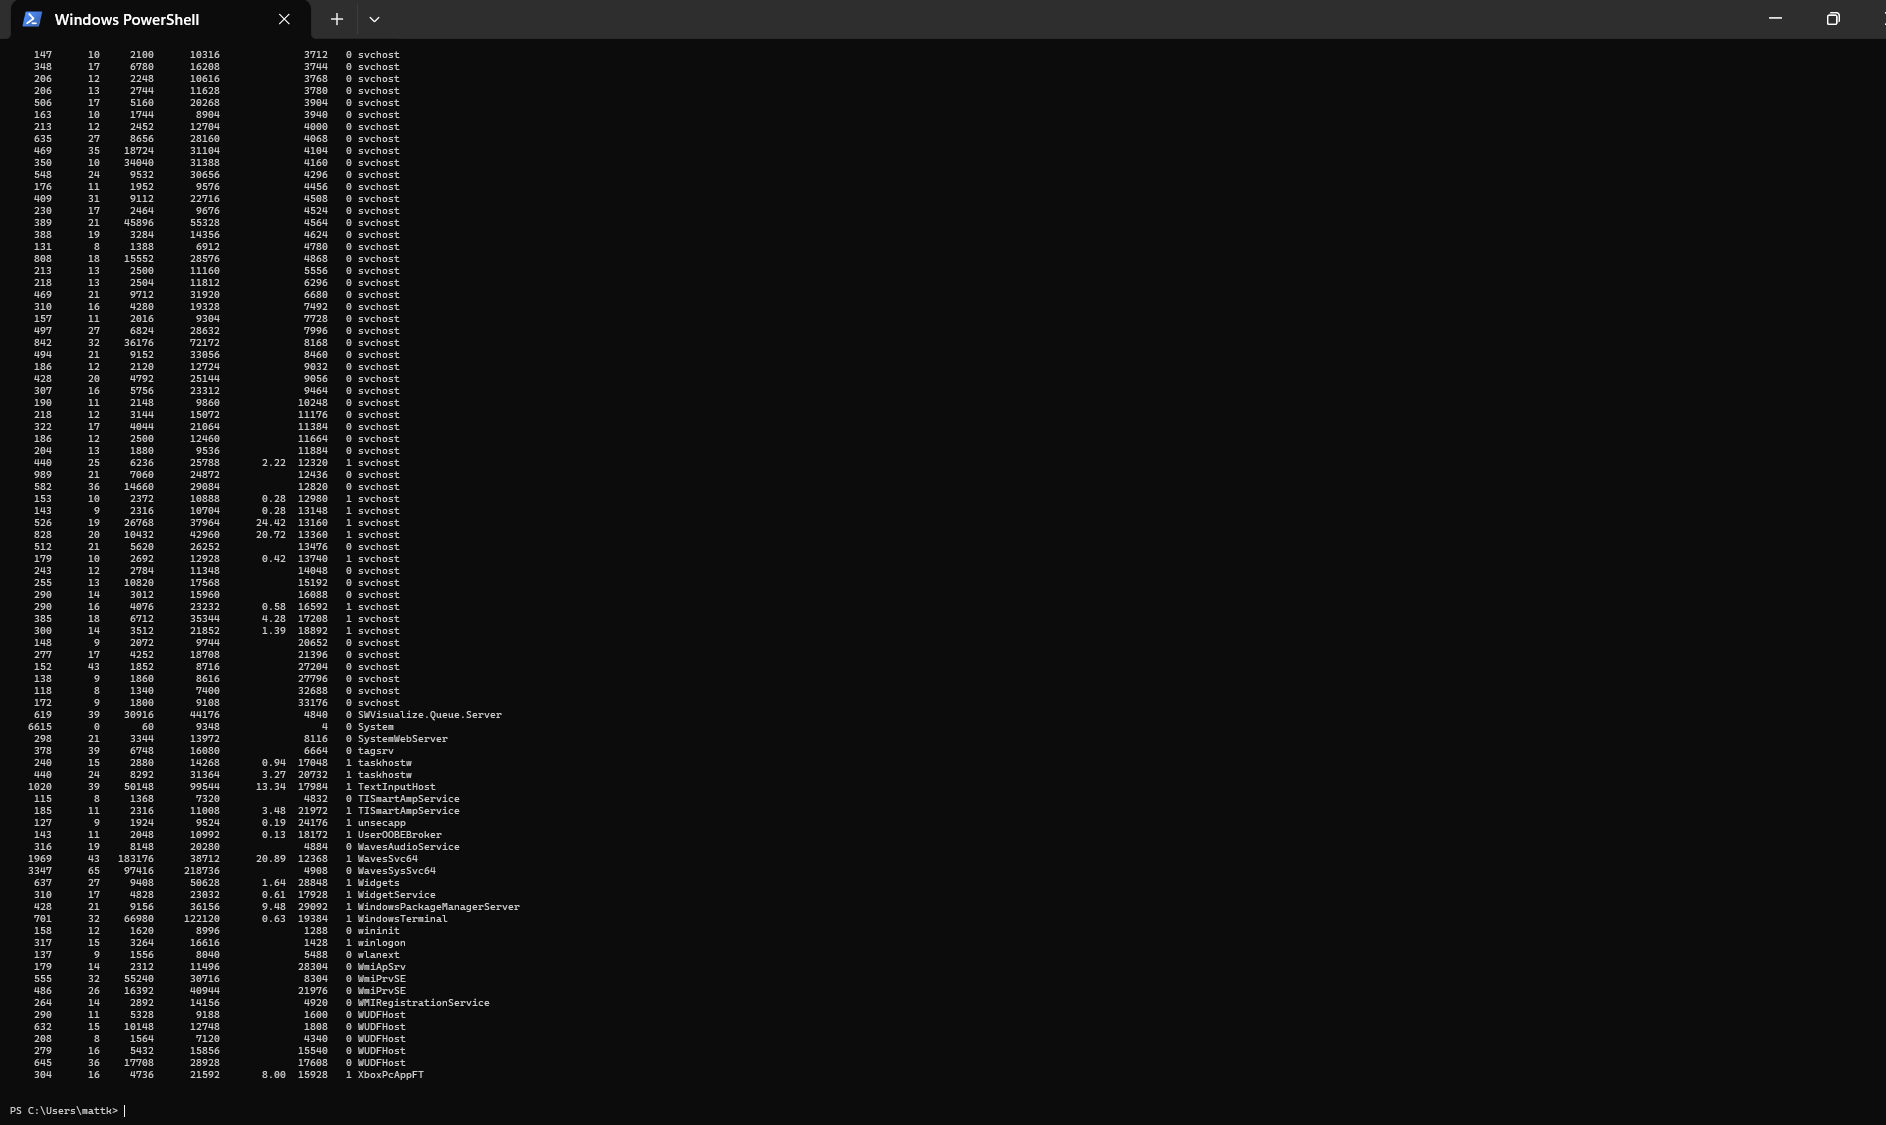 Windows PowerShell
147 10 2100 10316 3712 0 svchost
348 17 6780 16208 3744 0 svchost
206 12 2248 10616 3768 0 svchost
206 13 2744 11628 3780 0 svchost
506 17 5160 20268 3904 0 svchost
163 10 1744 8904 3940 0 svchost
213 12 2452 12704 4000 0 svchost
635 27 8656 28160 4068 0 svchost
469 35 18724 31104 4104 0 svchost
350 10 34040 31388 4160 0 svchost
548 24 9532 30656 4296 0 svchost
176 11 1952 9576 4456 0 svchost
409 31 9112 22716 4508 0 svchost
230 17 2464 9676 4524 0 svchost
389 21 45896 55328 4564 0 svchost
388 19 3284 14356 4624 0 svchost
131 8 1388 6912 4780 0 svchost
808 18 15552 28576 4868 0 svchost
213 13 2500 11160 5556 0 svchost
218 13 2504 11812 6296 0 svchost
469 21 9712 31920 6680 0 svchost
310 16 4280 19328 7492 0 svchost
157 11 2016 9304 7728 0 svchost
497 27 6824 28632 7996 0 svchost
842 32 36176 72172 8168 0 svchost
494 21 9152 33056 8460 0 svchost
186 12 2120 12724 9032 0 svchost
428 20 4792 25144 9056 0 svchost
307 16 5756 23312 9464 0 svchost
190 11 2148 9860 10248 0 svchost
218 12 3144 15072 11176 0 svchost
322 17 4044 21064 11384 0 svchost
186 12 2500 12460 11664 0 svchost
204 13 1880 9536 11884 0 svchost
440 25 6236 25788 2.22 12320 1 svchost
989 21 7060 24872 12436 0 svchost
582 36 14660 29084 12820 0 svchost
153 10 2372 10888 0.28 12980 1 svchost
143 9 2316 10704 0.28 13148 1 svchost
526 19 26768 37964 24.42 13160 1 svchost
828 20 10432 42960 20.72 13360 1 svchost
512 21 5620 26252 13476 0 svchost
179 10 2692 12928 0.42 13740 1 svchost
243 12 2784 11348 14048 0 svchost
255 13 10820 17568 15192 0 svchost
290 14 3012 15960 16088 0 svchost
290 16 4076 23232 0.58 16592 1 svchost
385 18 6712 35344 4.28 17208 1 svchost
300 14 3512 21852 1.39 18892 1 svchost
148 9 2072 9744 20652 0 svchost
277 17 4252 18708 21396 0 svchost
152 43 1852 8716 27204 0 svchost
138 9 1860 8616 27796 0 svchost
118 8 1340 7400 32688 0 svchost
172 9 1800 9108 33176 0 svchost
619 39 30916 44176 4840 0 SWVisualize.Queue.Server
6615 0 60 9348 4 0 System
298 21 3344 13972 8116 0 SystemWebServer
378 39 6748 16080 6664 0 tagsrv
240 15 2880 14268 0.94 17048 1 taskhostw
440 24 8292 31364 3.27 20732 1 taskhostw
1020 39 50148 99544 13.34 17984 1 TextInputHost
115 8 1368 7320 4832 0 TISmartAmpService
185 11 2316 11008 3.48 21972 1 TISmartAmpService
127 9 1924 9524 0.19 24176 1 unsecapp
143 11 2048 10992 0.13 18172 1 UserOOBEBroker
316 19 8148 20280 4884 0 WavesAudioService
1969 43 183176 38712 20.89 12368 1 WavesSvc64
3347 65 97416 218736 4908 0 WavesSysSvc64
637 27 9408 50628 1.64 28848 1 Widgets
310 17 4828 23032 0.61 17928 1 WidgetService
428 21 9156 36156 9.48 29092 1 WindowsPackageManagerServer
701 32 66980 122120 0.63 19384 1 WindowsTerminal
158 12 1620 8996 1288 0 wininit
317 15 3264 16616 1428 1 winlogon
137 9 1556 8040 5488 0 wlanext
179 14 2312 11496 28304 0 WmiApSrv
555 32 55240 30716 8304 0 WmiPrvSE
486 26 16392 40944 21976 0 WmiPrvSE
264 14 2892 14156 4920 0 WMIRegistrationService
290 11 5328 9188 1600 0 WUDFHost
632 15 10148 12748 1808 0 WUDFHost
208 8 1564 7120 4340 0 WUDFHost
279 16 5432 15856 15540 0 WUDFHost
645 36 17708 28928 17608 0 WUDFHost
304 16 4736 21592 8.00 15928 1 XboxPcAppFT
PS C:\Users\mattk>